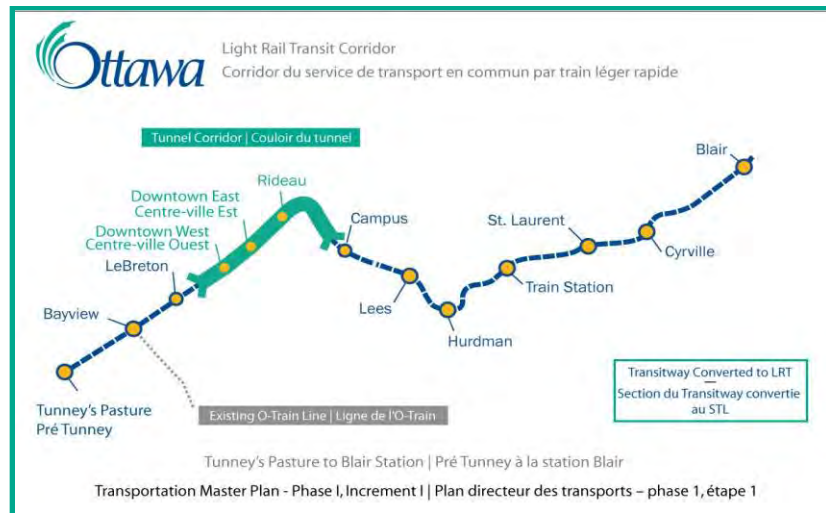 Ottawa
Light Rail Transit Corridor
Corridor du service de transport en commun par train léger rapide
Tunnel Corridor | Couloir du tunnel
Blair
Rideau
Downtown East
Centre-ville Est
Campus
St. Laurent
Downtown West
Centre-ville Ouest
Cyrville
LeBreton
Train Station
Lees
Bayview
Hurdman
Transitway Converted to LRT
Section du Transitway convertie
au STL
Tunney's Pasture
Pré Tunney
Existing O-Train Line | Ligne de l'O-Train
Tunney's Pasture to Blair Station | Pré Tunney à la station Blair
Transportation Master Plan - Phase I, Increment I | Plan directeur des transports – phase 1, étape 1